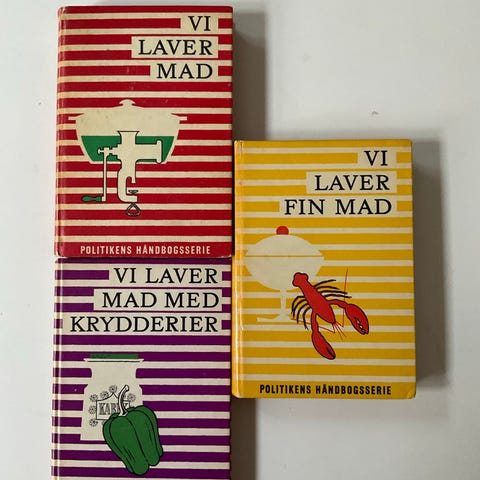 VI
LAVER
MAD
POLITIKENS HÅNDBOGSSERIE
VI
LAVER
FIN MAD
POLITIKENS HÅNDBOGSSERIE
VI LAVER
MAD MED
KRYDDERIER